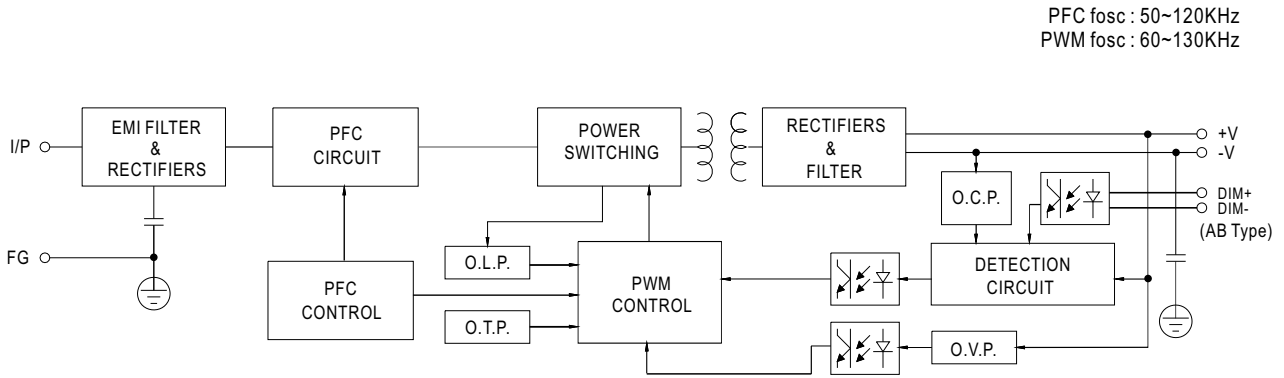 PFC fosc : 50~120KHz
PWM fosc : 60~130KHz
I/P
EMI FILTER
&
RECTIFIERS
PFC
CIRCUIT
POWER
SWITCHING
RECTIFIERS
&
FILTER
+V
-V
O.C.P.
DIM+
DIM-
(AB Type)
FG
PFC
CONTROL
O.L.P.
O.T.P.
PWM
CONTROL
DETECTION
CIRCUIT
O.V.P.